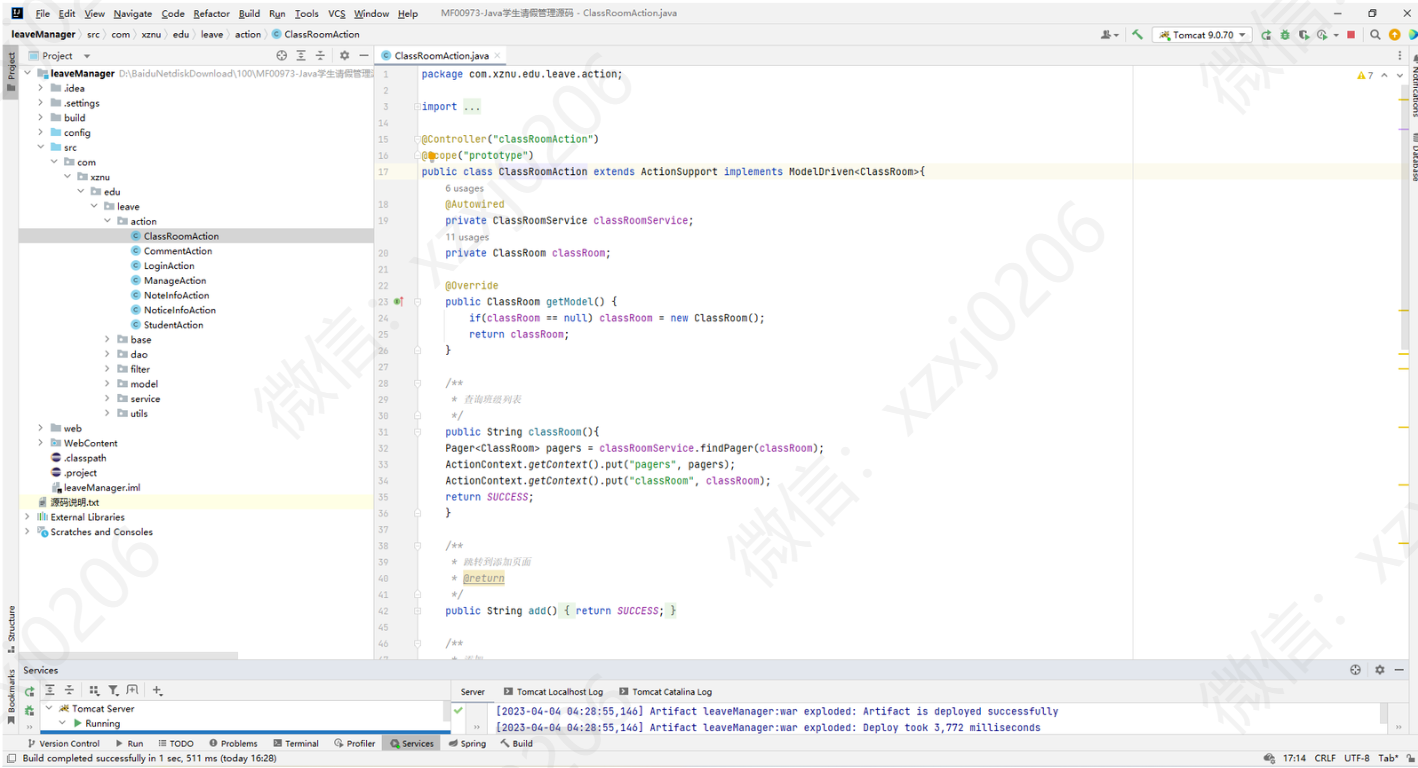 File Edit View Navigate Code Refactor Build Run Tools VCS Window Help MF00973-Java学生请假管理源码 - ClassRoomAction.java
leaveManager src com xznu edu leave action ClassRoomAction Tomcat 9.0.70
Project ClassRoomAction.java
leaveManager D:\BaiduNetdiskDownload\100\MF00973-Java学生请假管理源
.idea
.settings
build
config
src
com
xznu
edu
leave
action
ClassRoomAction
CommentAction
LoginAction
ManageAction
NoteInfoAction
NoticeInfoAction
StudentAction
base
dao
filter
model
service
utils
web
WebContent
.classpath
.project
leaveManager.iml
源码说明.txt
External Libraries
Scratches and Consoles
1 package com.xznu.edu.leave.action;
2
3 import ...
14
15 @Controller("classRoomAction")
16 cope("prototype")
17 public class ClassRoomAction extends ActionSupport implements ModelDriven<ClassRoom>{
6 usages
18 @Autowired
19 private ClassRoomService classRoomService;
11 usages
20 private ClassRoom classRoom;
21
22 @Override
23 public ClassRoom getModel() {
24 if(classRoom == null) classRoom = new ClassRoom();
25 return classRoom;
26 }
27
28 /**
29 * 查询班级列表
30 */
31 public String classRoom(){
32 Pager<ClassRoom> pagers = classRoomService.findPager(classRoom);
33 ActionContext.getContext().put("pagers", pagers);
34 ActionContext.getContext().put("classRoom", classRoom);
35 return SUCCESS;
36 }
37
38 /**
39 * 跳转到添加页面
40 * @return
41 */
42 public String add() { return SUCCESS; }
45
46 /**
7
Project
Structure
Bookmarks
Notifications
Database
Services
Server Tomcat Localhost Log Tomcat Catalina Log
Tomcat Server
Running
[2023-04-04 04:28:55,146] Artifact leaveManager:war exploded: Artifact is deployed successfully
[2023-04-04 04:28:55,146] Artifact leaveManager:war exploded: Deploy took 3,772 milliseconds
Version Control Run TODO Problems Terminal Profiler Services Spring Build
Build completed successfully in 1 sec, 511 ms (today 16:28) 17:14 CRLF UTF-8 Tab*
微信：xzxj0206
微信：xzxj0206